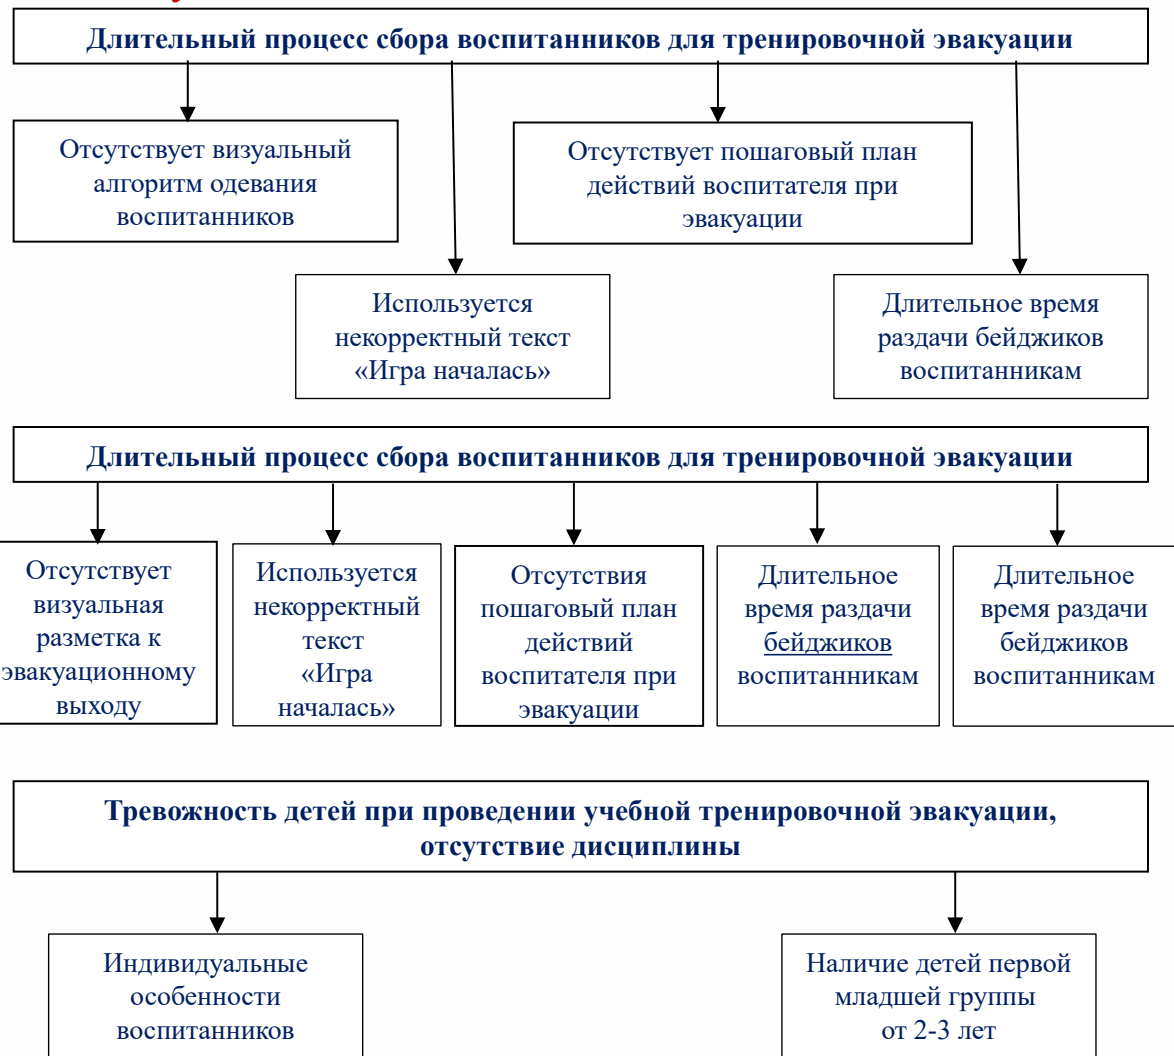 Длительный процесс сбора воспитанников для тренировочной эвакуации
Отсутствует визуальный
алгоритм одевания
воспитанников
Отсутствует пошаговый план
действий воспитателя при
эвакуации
Используется
некорректный текст
«Игра началась»
Длительное время
раздачи бейджиков
воспитанникам
Длительный процесс сбора воспитанников для тренировочной эвакуации
Отсутствует
визуальная
разметка к
эвакуационному
выходу
Используется
некорректный
текст
«Игра
началась»
Отсутствия
пошаговый план
действий
воспитателя при
эвакуации
Длительное
время раздачи
бейджиков
воспитанникам
Длительное
время раздачи
бейджиков
воспитанникам
Тревожность детей при проведении учебной тренировочной эвакуации,
отсутствие дисциплины
Индивидуальные
особенности
воспитанников
Наличие детей первой
младшей группы
от 2-3 лет